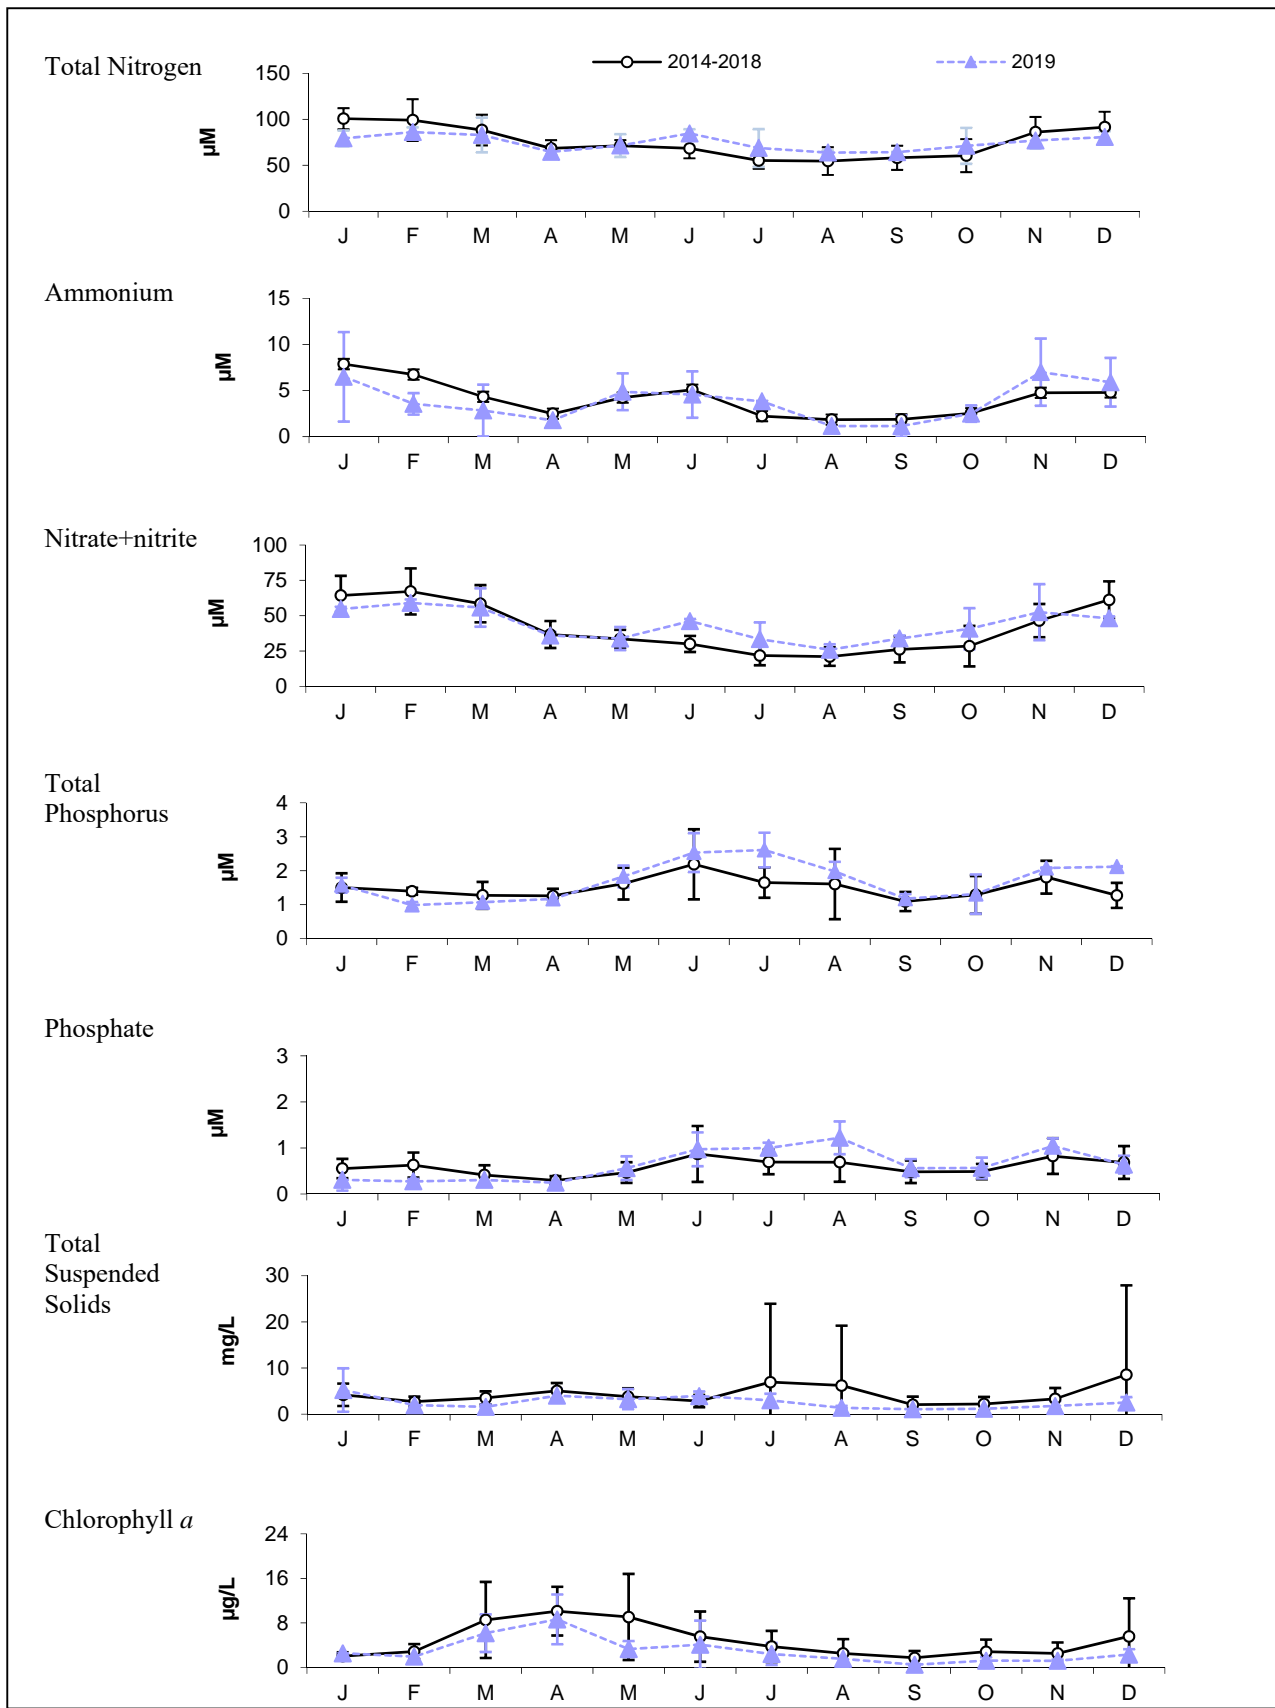 Total Nitrogen
2014-2018
2019
150
100
50
0
µM
J F M A M J J A S O N D
Ammonium
15
10
5
0
µM
J F M A M J J A S O N D
Nitrate+nitrite
100
75
50
25
0
µM
J F M A M J J A S O N D
Total
Phosphorus
4
3
2
1
0
µM
J F M A M J J A S O N D
Phosphate
3
2
1
0
µM
J F M A M J J A S O N D
Total
Suspended
Solids
30
20
10
0
mg/L
J F M A M J J A S O N D
Chlorophyll a
24
16
8
0
µg/L
J F M A M J J A S O N D